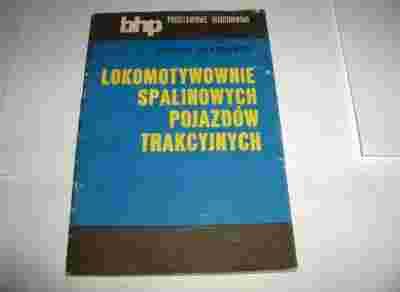 bhp
LOKOMOTYWOWNIE
SPALINOWYCH
POJAZDÓW
TRAKCYJNYCH